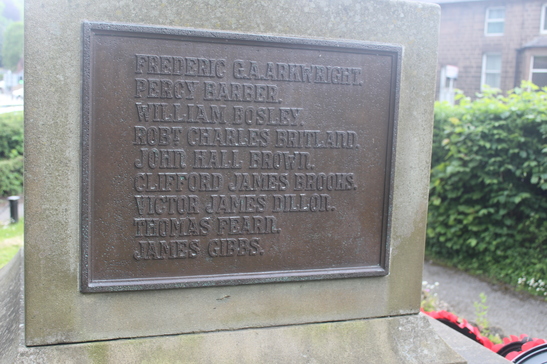 FREDERIC G.A. ARKWRIGHT.
PERCY BARBER.
WILLIAM BOSLEY.
ROBT CHARLES BRITLAND.
JOHN HALL BROWN.
CLIFFORD JAMES BROOKS.
VICTOR JAMES DILLON.
THOMAS FEARN.
JAMES GIBBS.